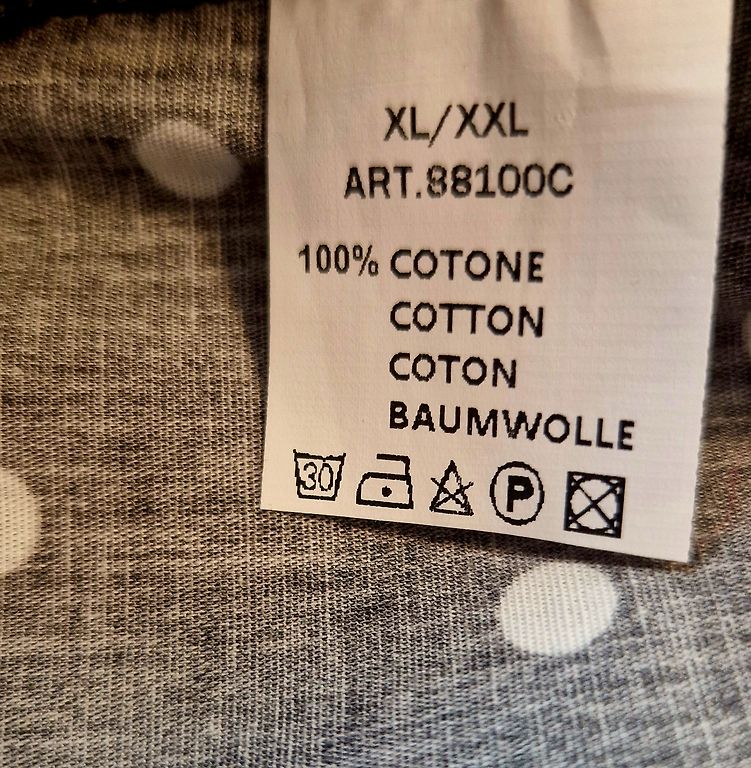 XL/XXL
ART.88100C
100% COTONE
COTTON
COTON
BAUMWOLLE
30 P